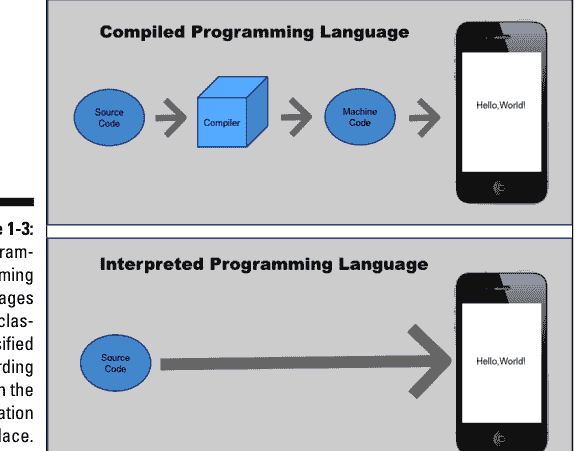 Compiled Programming Language
Source
Code
Compiler
Machine
Code
Hello,World!
e 1-3:
ram-
ming
ages
clas-
sified
rding
n the
ation
lace.
Interpreted Programming Language
Source
Code
Hello,World!